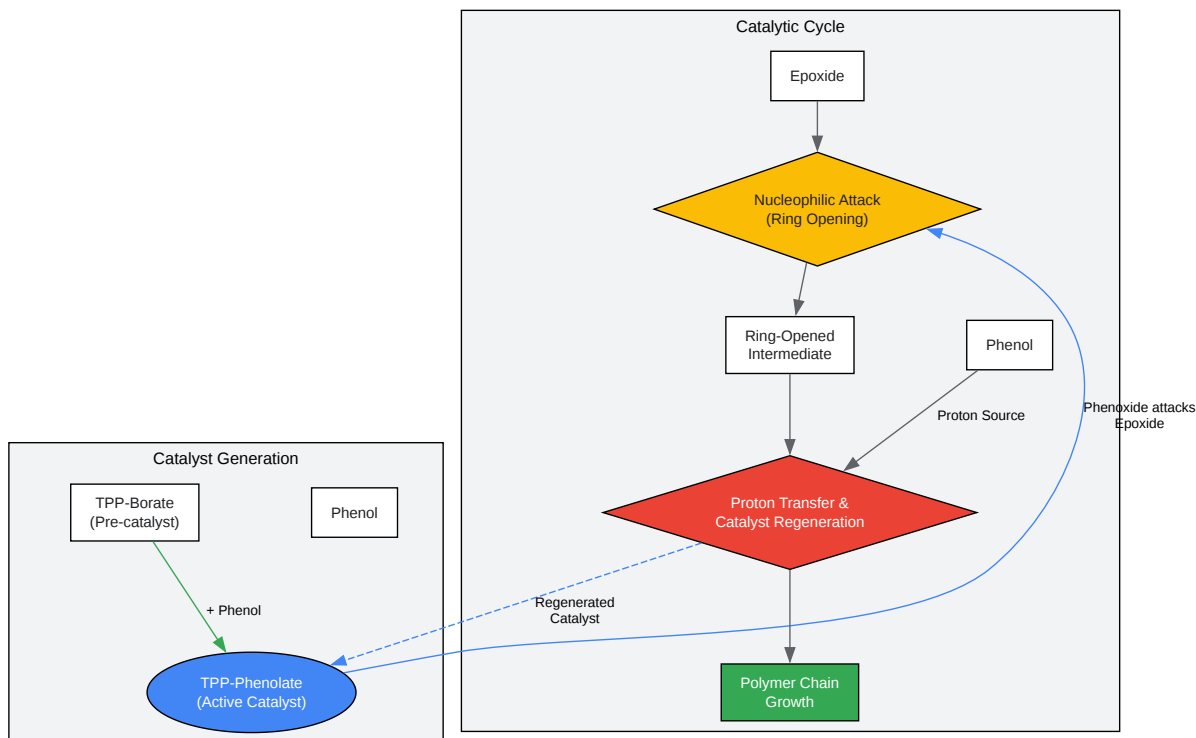 Catalytic Cycle
Epoxide
Nucleophilic Attack
(Ring Opening)
Ring-Opened
Intermediate
Phenol
Proton Source
Phenoxide attacks
Epoxide
Proton Transfer &
Catalyst Regeneration
Regenerated
Catalyst
Polymer Chain
Growth
Catalyst Generation
TPP-Borate
(Pre-catalyst)
Phenol
+ Phenol
TPP-Phenolate
(Active Catalyst)